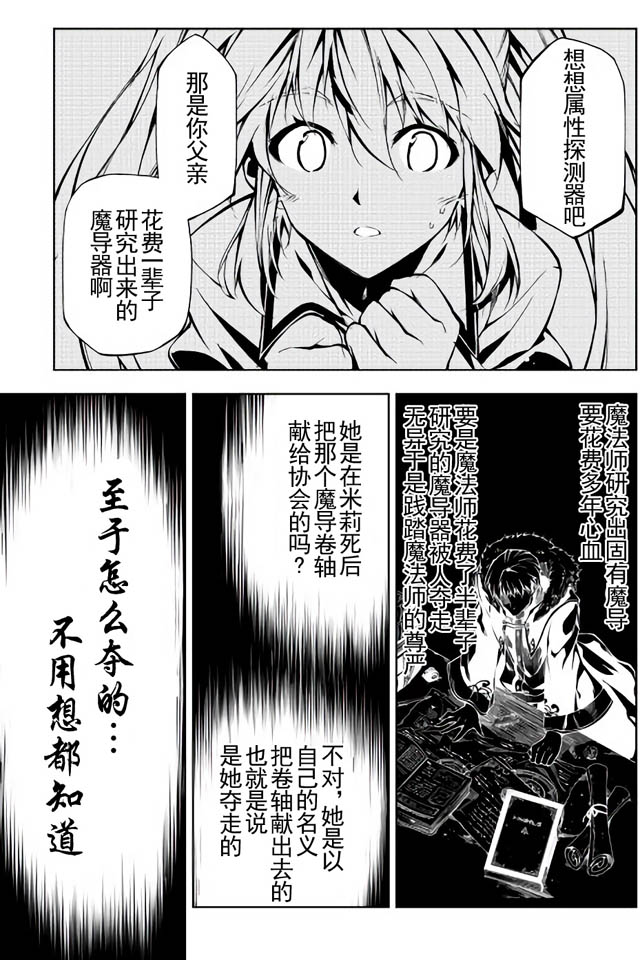 想想属性探测器吧
那是你父亲
花费一辈子
研究出来的
魔导器啊
魔法师研究出固有魔导
要花费多年心血
要是魔法师花费了半辈子
研究的魔导器被人夺走
无异于是践踏魔法师的尊严
她是在米莉死后
把那个魔导卷轴
献给协会的吗？
不对，她是以
自己的名义
把卷轴献出去的
也就是说
是她夺走的
至于怎么夺的…
不用想都知道